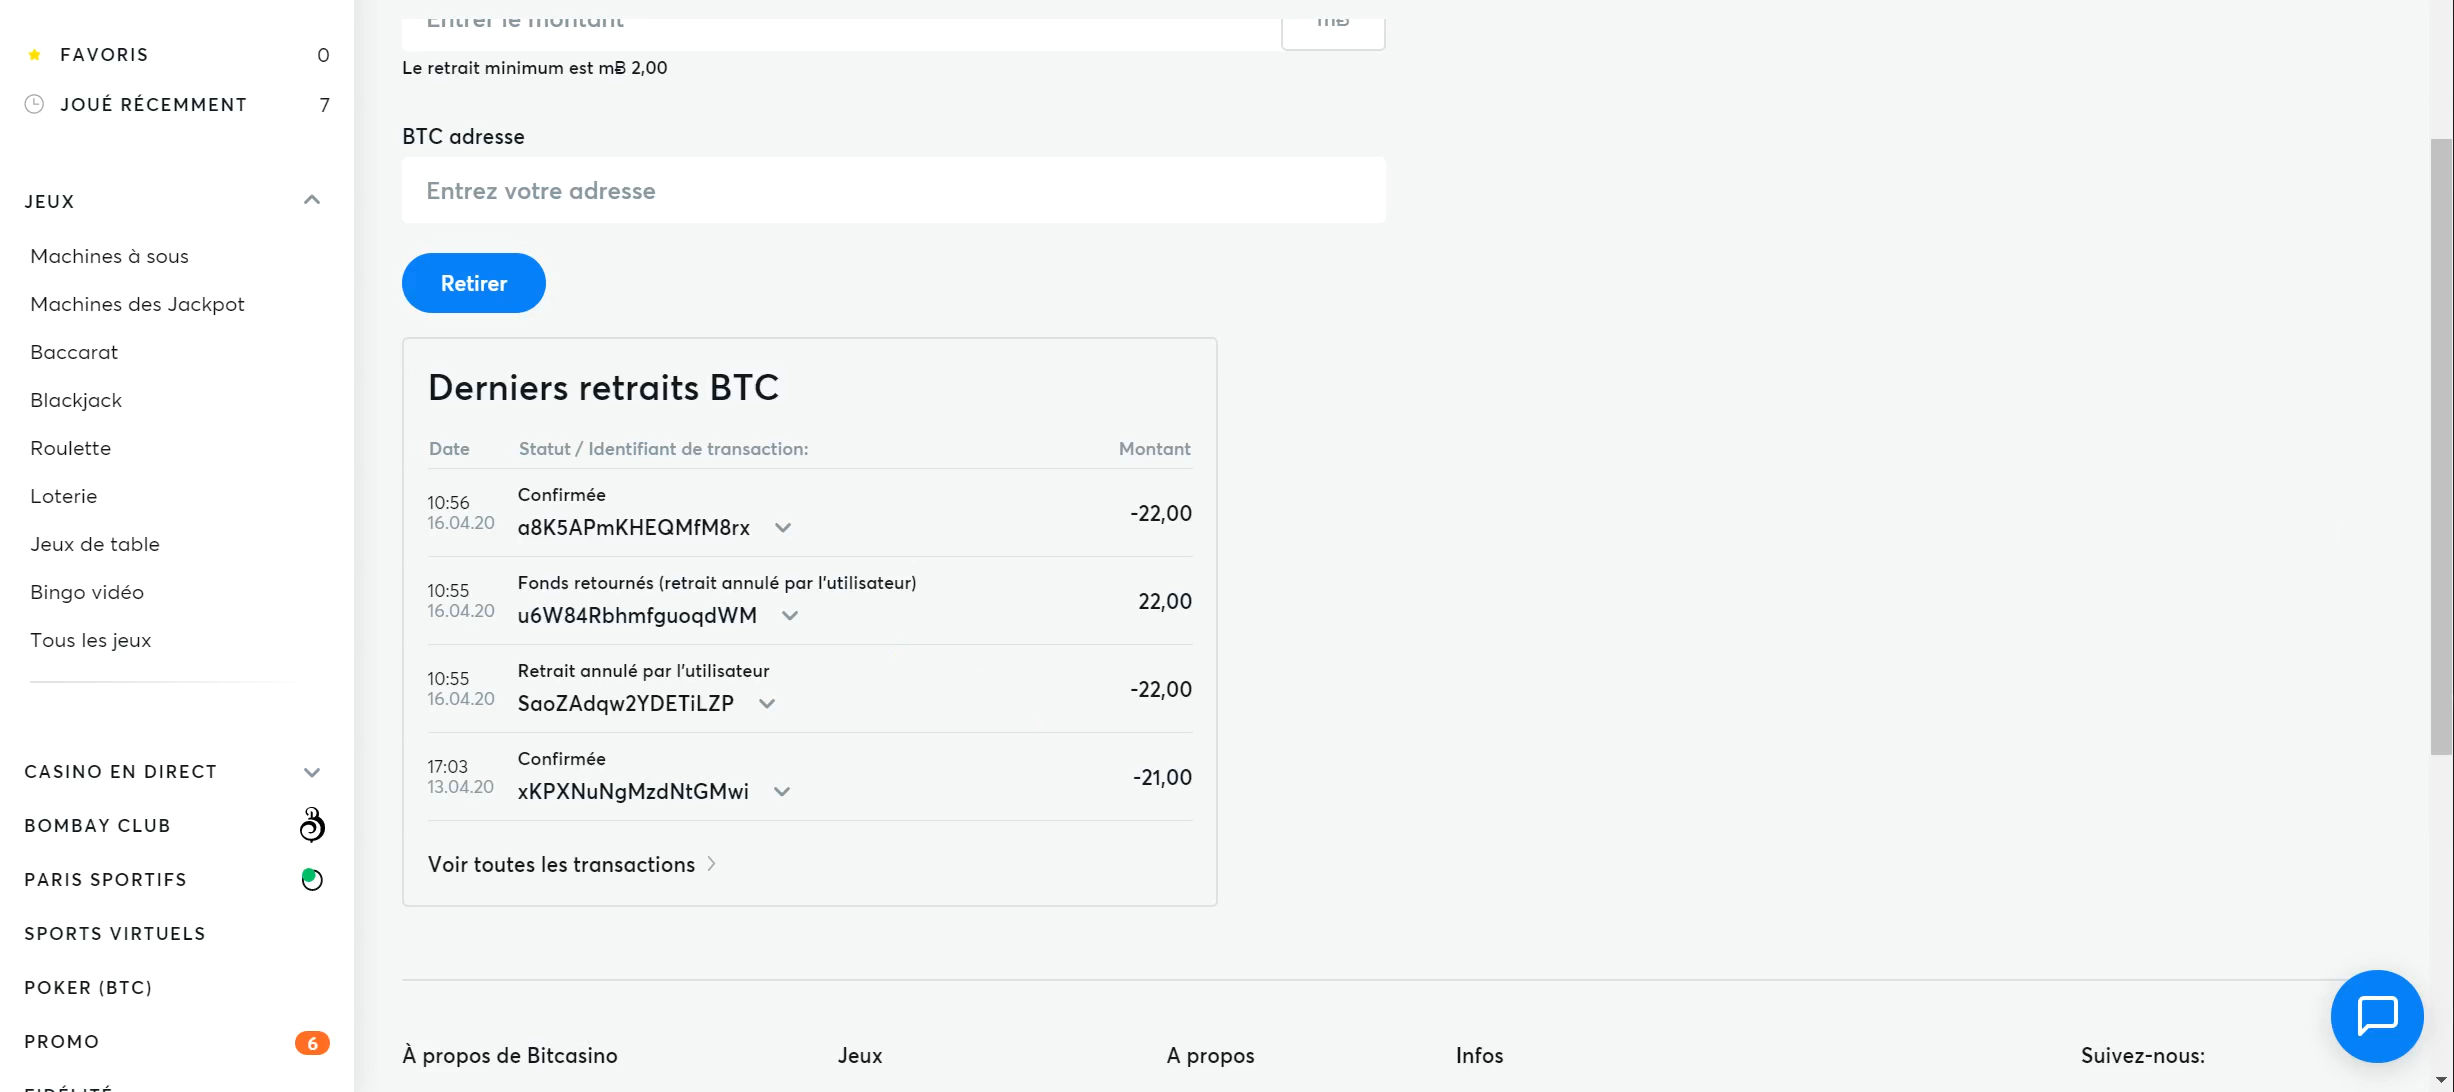 FAVORIS 0
JOUÉ RÉCEMMENT 7
JEUX
Machines à sous
Machines des Jackpot
Baccarat
Blackjack
Roulette
Loterie
Jeux de table
Bingo vidéo
Tous les jeux
CASINO EN DIRECT
BOMBAY CLUB
PARIS SPORTIFS
SPORTS VIRTUELS
POKER (BTC)
PROMO 6
FIDÉLITÉ
Entrer le montant mɃ
Le retrait minimum est mɃ 2,00
BTC adresse
Entrez votre adresse
Retirer
Derniers retraits BTC
Date Statut / Identifiant de transaction: Montant
10:56 16.04.20 Confirmée
a8K5APmKHEQMfM8rx -22,00
10:55 16.04.20 Fonds retournés (retrait annulé par l'utilisateur)
u6W84RbhmfguoqdWM 22,00
10:55 16.04.20 Retrait annulé par l'utilisateur
SaoZAdqw2YDETiLZP -22,00
17:03 13.04.20 Confirmée
xKPXNuNgMzdNtGMwi -21,00
Voir toutes les transactions
À propos de Bitcasino Jeux A propos Infos Suivez-nous: